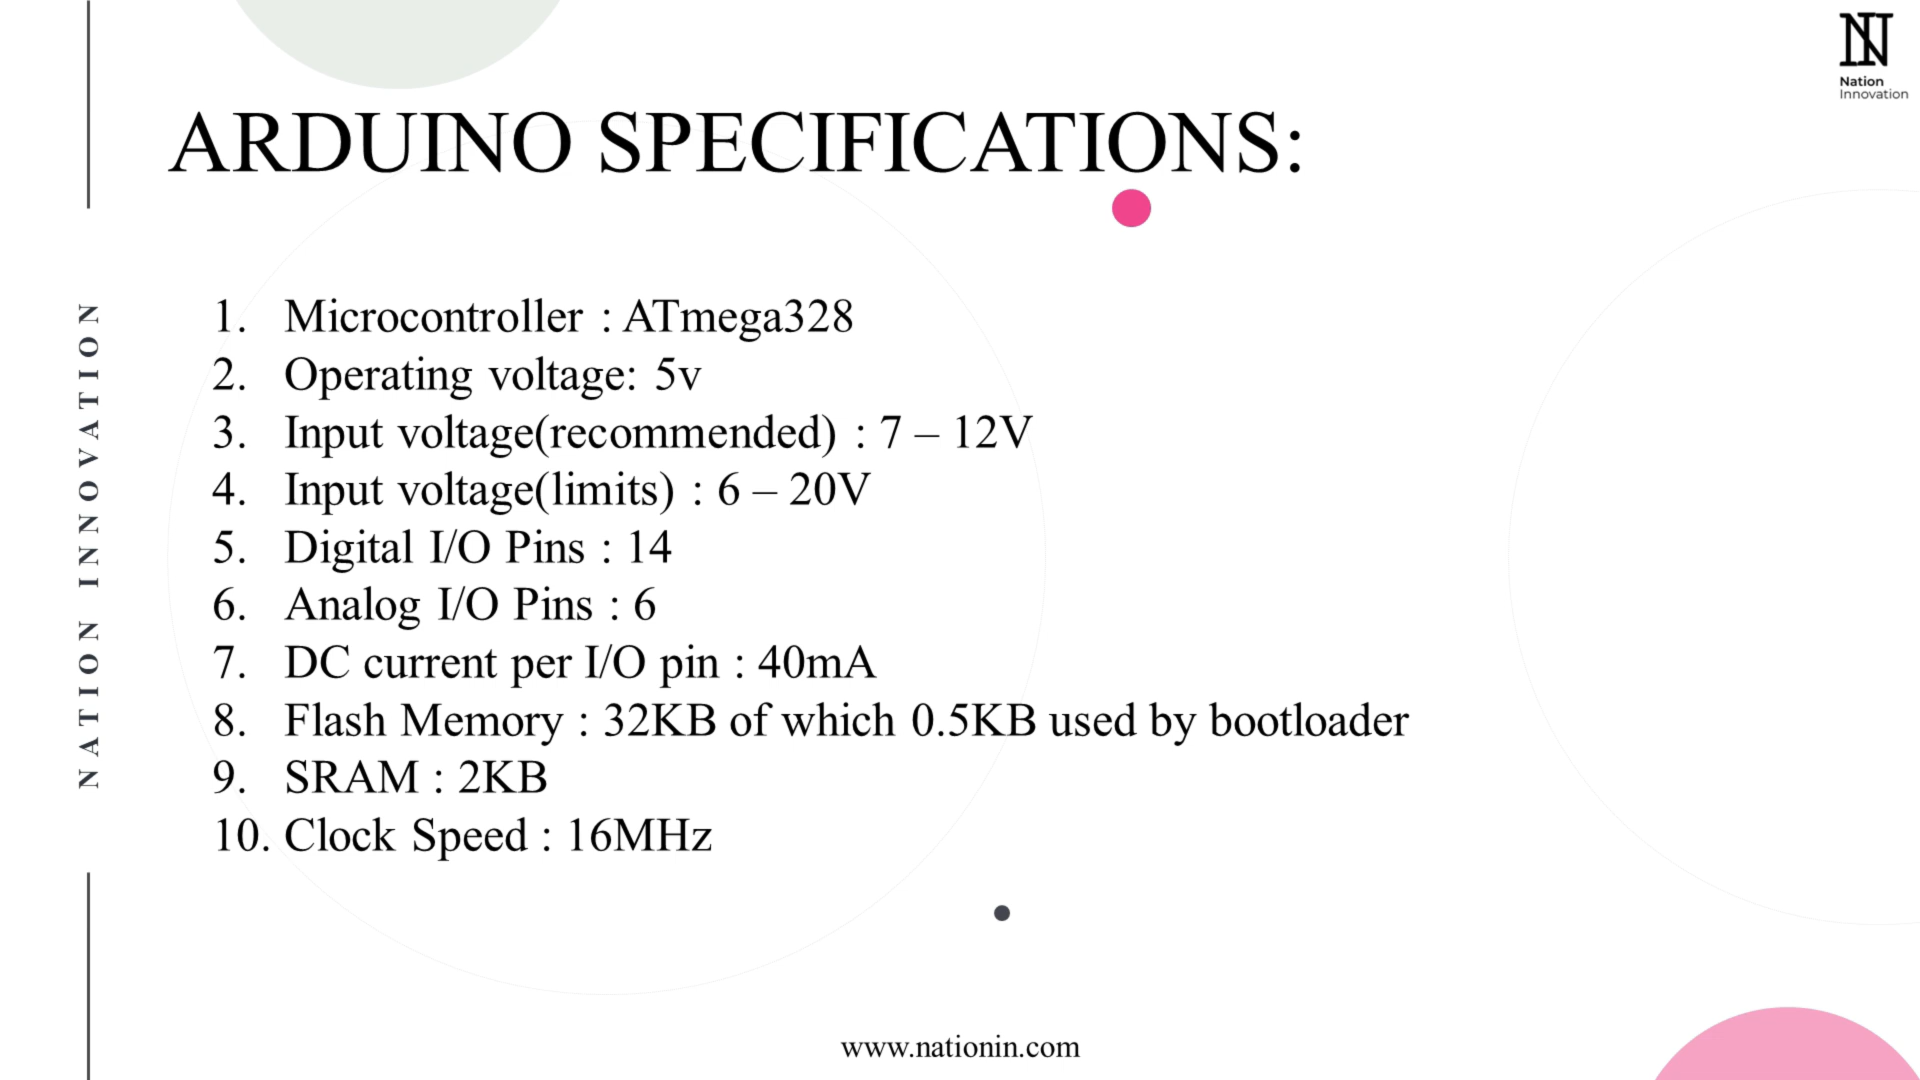 NI
Nation
Innovation
ARDUINO SPECIFICATIONS:
NATION INNOVATION
1. Microcontroller : ATmega328
2. Operating voltage: 5v
3. Input voltage(recommended) : 7 – 12V
4. Input voltage(limits) : 6 – 20V
5. Digital I/O Pins : 14
6. Analog I/O Pins : 6
7. DC current per I/O pin : 40mA
8. Flash Memory : 32KB of which 0.5KB used by bootloader
9. SRAM : 2KB
10. Clock Speed : 16MHz
www.nationin.com